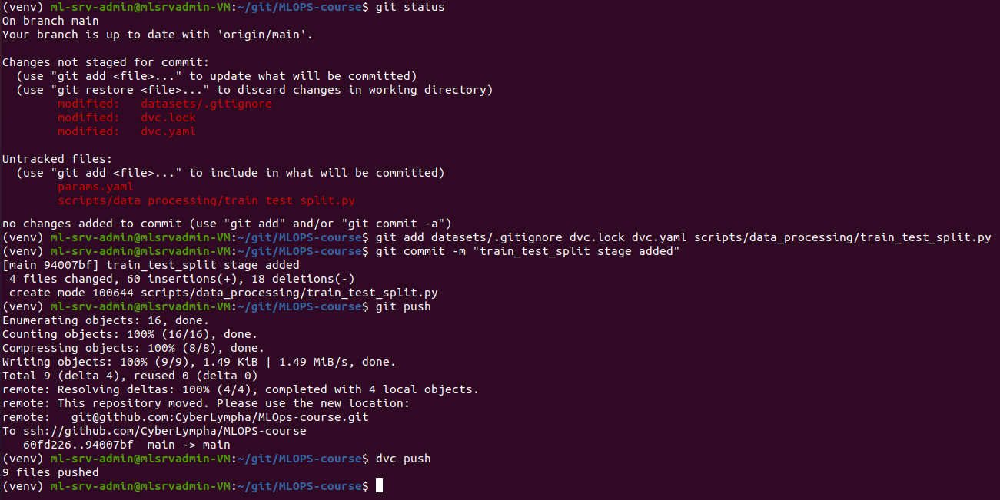 (venv) ml-srv-admin@mlsrvadmin-VM:~/git/MLOPS-course$ git status
On branch main
Your branch is up to date with 'origin/main'.
Changes not staged for commit:
  (use "git add <file>..." to update what will be committed)
  (use "git restore <file>..." to discard changes in working directory)
        modified:   datasets/.gitignore
        modified:   dvc.lock
        modified:   dvc.yaml
Untracked files:
  (use "git add <file>..." to include in what will be committed)
        params.yaml
        scripts/data_processing/train_test_split.py
no changes added to commit (use "git add" and/or "git commit -a")
(venv) ml-srv-admin@mlsrvadmin-VM:~/git/MLOPS-course$ git add datasets/.gitignore dvc.lock dvc.yaml scripts/data_processing/train_test_split.py
(venv) ml-srv-admin@mlsrvadmin-VM:~/git/MLOPS-course$ git commit -m "train_test_split stage added"
[main 94007bf] train_test_split stage added
 4 files changed, 60 insertions(+), 18 deletions(-)
 create mode 100644 scripts/data_processing/train_test_split.py
(venv) ml-srv-admin@mlsrvadmin-VM:~/git/MLOPS-course$ git push
Enumerating objects: 16, done.
Counting objects: 100% (16/16), done.
Compressing objects: 100% (8/8), done.
Writing objects: 100% (9/9), 1.49 KiB | 1.49 MiB/s, done.
Total 9 (delta 4), reused 0 (delta 0)
remote: Resolving deltas: 100% (4/4), completed with 4 local objects.
remote: This repository moved. Please use the new location:
remote:   git@github.com:CyberLympha/MLOps-course.git
To ssh://github.com/CyberLympha/MLOPS-course
   60fd226..94007bf  main -> main
(venv) ml-srv-admin@mlsrvadmin-VM:~/git/MLOPS-course$ dvc push
9 files pushed
(venv) ml-srv-admin@mlsrvadmin-VM:~/git/MLOPS-course$